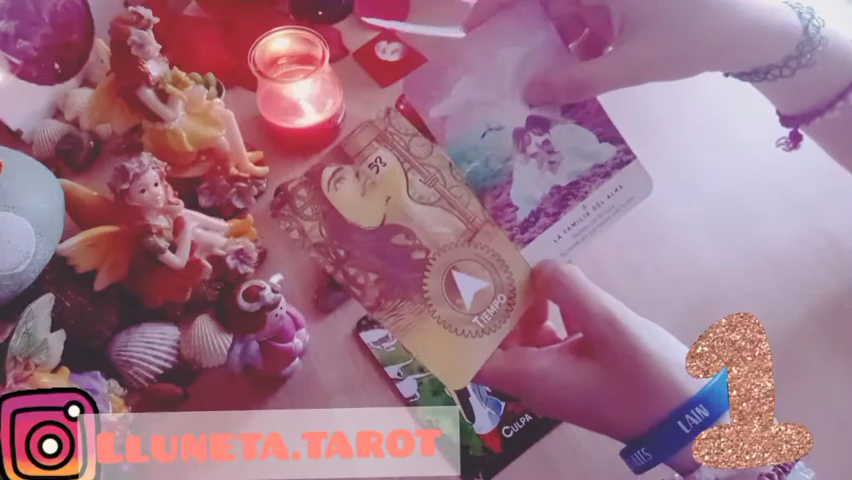 53
LA FAMILIA DEL ALMA
TIEMPO
CULPA
LAIN
LLUNETA.TAROT
1